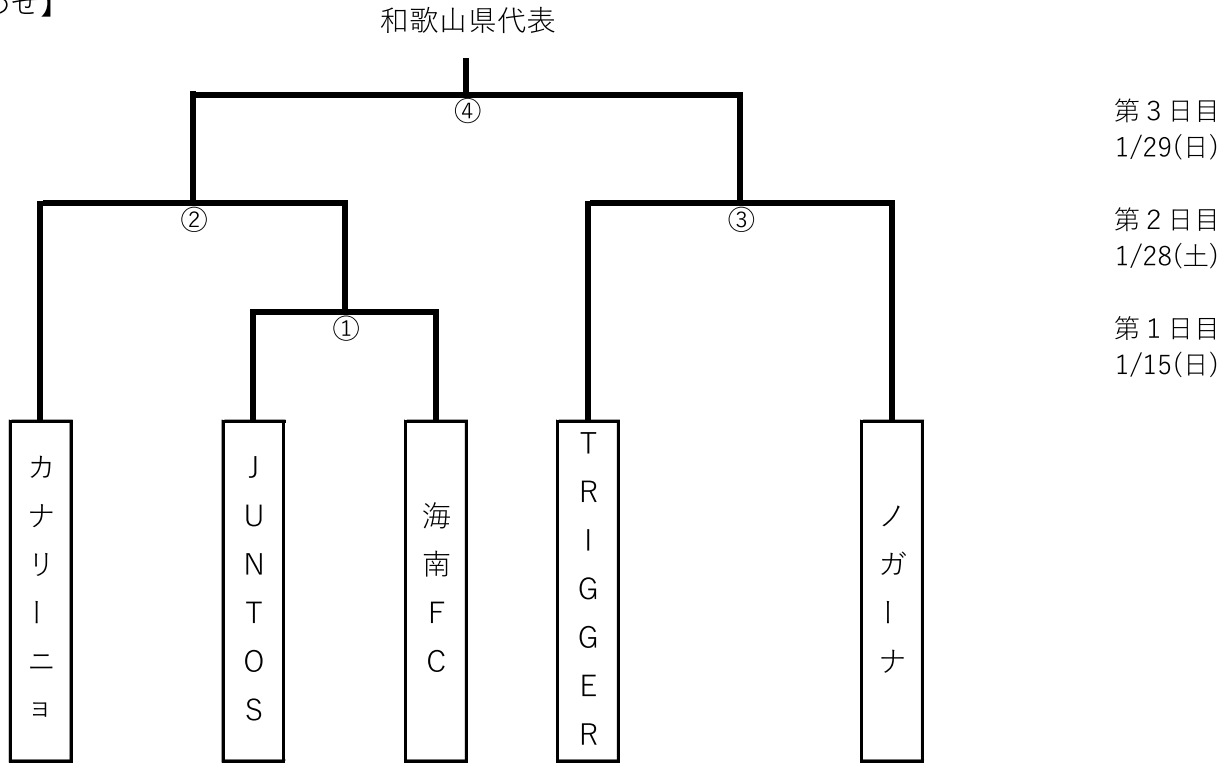 わせ】
和歌山県代表
④
第３日目
1/29(日)
②
③
第２日目
1/28(土)
①
第１日目
1/15(日)
カナリーニョ
JUNTOS
海南FC
TRIGGER
ノガーナ